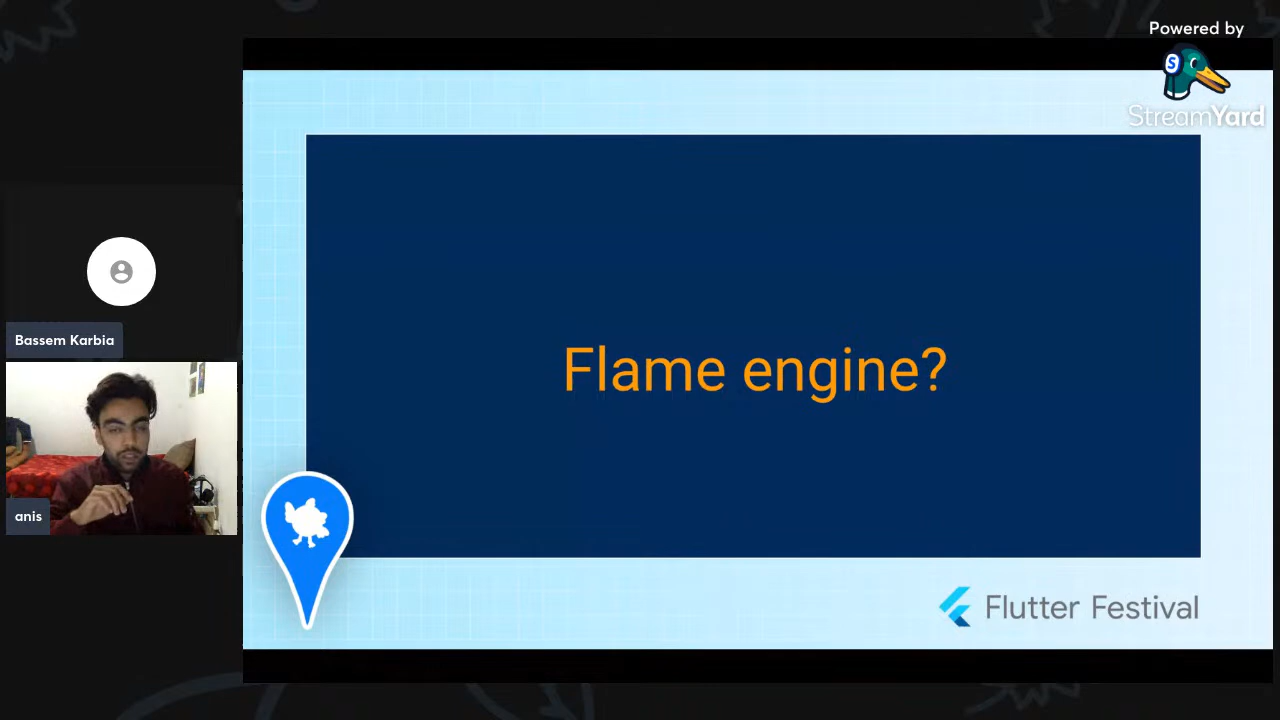 Powered by
S
StreamYard
Bassem Karbia
Flame engine?
anis
Flutter Festival